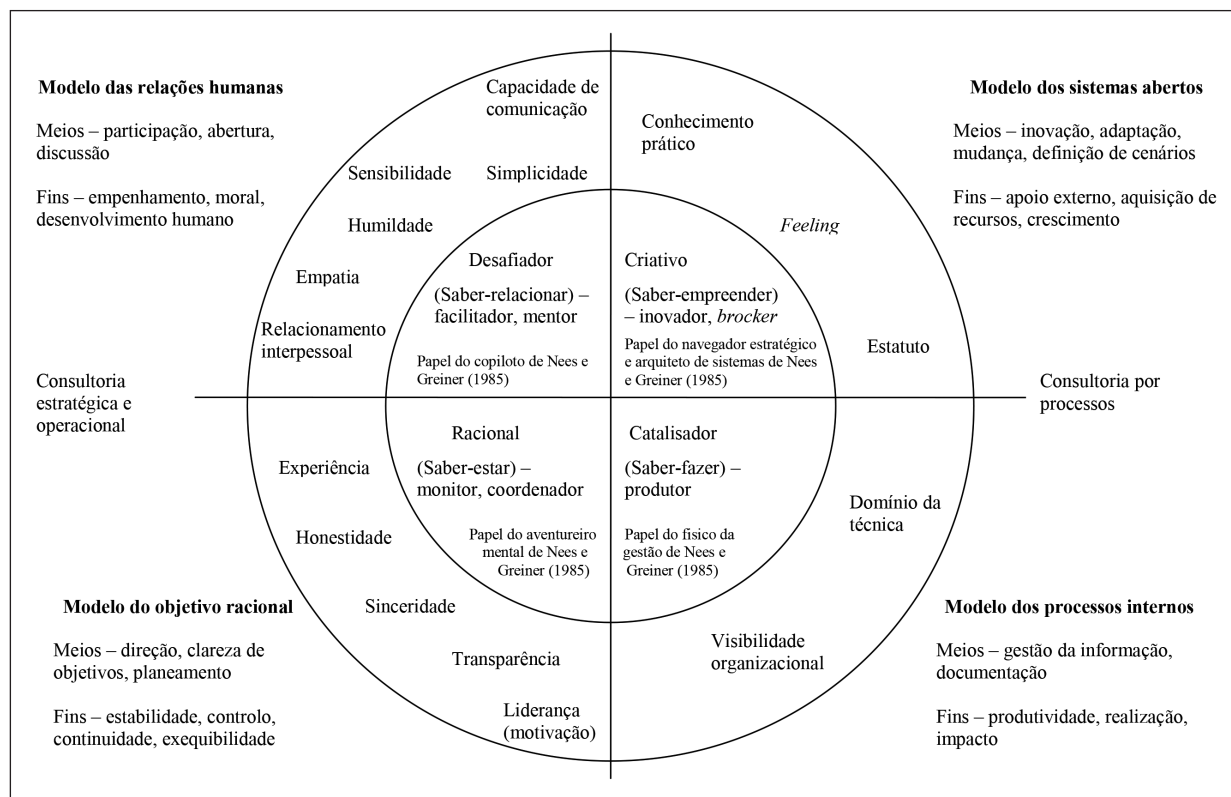 Modelo das relações humanas
Meios – participação, abertura,
discussão
Fins – empenhamento, moral,
desenvolvimento humano
Capacidade de
comunicação
Sensibilidade
Simplicidade
Humildade
Empatia
Relacionamento
interpessoal
Desafiador
(Saber-relacionar) –
facilitador, mentor
Papel do copiloto de Nees e
Greiner (1985)
Modelo dos sistemas abertos
Meios – inovação, adaptação,
mudança, definição de cenários
Fins – apoio externo, aquisição de
recursos, crescimento
Conhecimento
prático
Feeling
Estatuto
Criativo
(Saber-empreender)
– inovador, brocker
Papel do navegador estratégico
e arquiteto de sistemas de Nees
e Greiner (1985)
Consultoria
estratégica e
operacional
Consultoria por
processos
Racional
(Saber-estar) –
monitor, coordenador
Papel do aventureiro
mental de Nees e
Greiner (1985)
Experiência
Honestidade
Sinceridade
Transparência
Liderança
(motivação)
Modelo do objetivo racional
Meios – direção, clareza de
objetivos, planeamento
Fins – estabilidade, controlo,
continuidade, exequibilidade
Catalisador
(Saber-fazer) –
produtor
Papel do fisico da
gestão de Nees e
Greiner (1985)
Domínio da
técnica
Visibilidade
organizacional
Modelo dos processos internos
Meios – gestão da informação,
documentação
Fins – produtividade, realização,
impacto